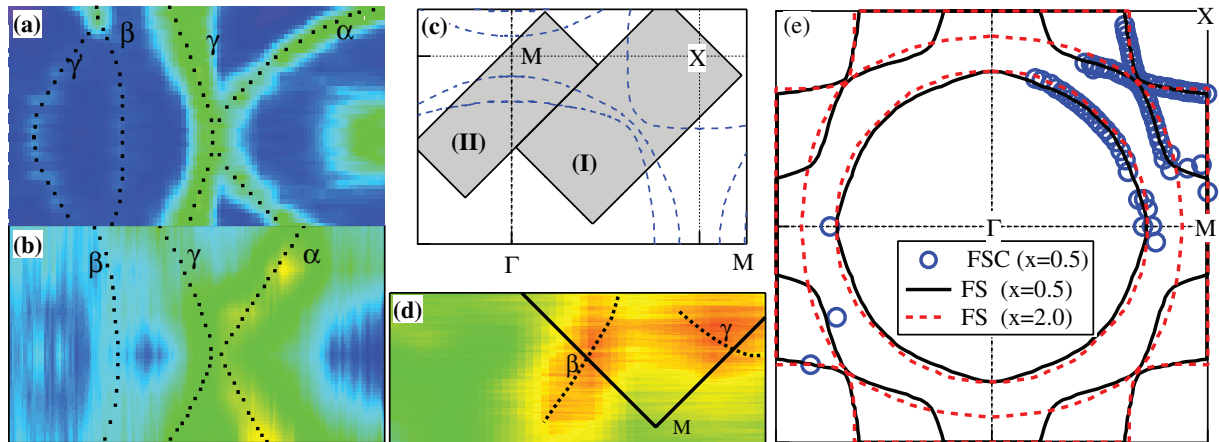 (a)
β
γ
α
γ
(b)
β
γ
α
(c)
M
X
(II)
(I)
Γ
M
(d)
β
γ
M
(e)
X
Γ
M
FSC (x=0.5)
FS (x=0.5)
FS (x=2.0)